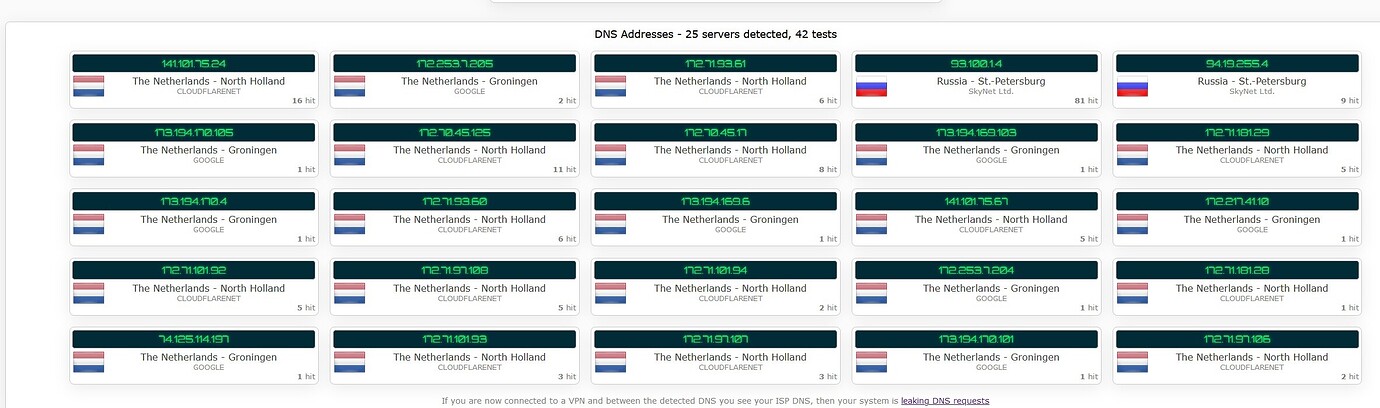 DNS Addresses - 25 servers detected, 42 tests
141.101.75.24
The Netherlands - North Holland
CLOUDFLARENET
16 hit
172.253.7.205
The Netherlands - Groningen
GOOGLE
2 hit
172.71.93.61
The Netherlands - North Holland
CLOUDFLARENET
6 hit
93.100.1.4
Russia - St.-Petersburg
SkyNet Ltd.
81 hit
94.19.255.4
Russia - St.-Petersburg
SkyNet Ltd.
9 hit
173.194.170.105
The Netherlands - Groningen
GOOGLE
1 hit
172.70.45.125
The Netherlands - North Holland
CLOUDFLARENET
11 hit
172.70.45.17
The Netherlands - North Holland
CLOUDFLARENET
8 hit
173.194.169.103
The Netherlands - Groningen
GOOGLE
1 hit
172.71.181.29
The Netherlands - North Holland
CLOUDFLARENET
5 hit
173.194.170.4
The Netherlands - Groningen
GOOGLE
1 hit
172.71.93.60
The Netherlands - North Holland
CLOUDFLARENET
6 hit
173.194.169.6
The Netherlands - Groningen
GOOGLE
1 hit
141.101.75.67
The Netherlands - North Holland
CLOUDFLARENET
5 hit
172.217.41.10
The Netherlands - Groningen
GOOGLE
1 hit
172.71.101.92
The Netherlands - North Holland
CLOUDFLARENET
5 hit
172.71.97.108
The Netherlands - North Holland
CLOUDFLARENET
5 hit
172.71.101.94
The Netherlands - North Holland
CLOUDFLARENET
2 hit
172.253.7.204
The Netherlands - Groningen
GOOGLE
1 hit
172.71.181.28
The Netherlands - North Holland
CLOUDFLARENET
1 hit
74.125.114.197
The Netherlands - Groningen
GOOGLE
1 hit
172.71.101.93
The Netherlands - North Holland
CLOUDFLARENET
3 hit
172.71.97.107
The Netherlands - North Holland
CLOUDFLARENET
3 hit
173.194.170.101
The Netherlands - Groningen
GOOGLE
1 hit
172.71.97.106
The Netherlands - North Holland
CLOUDFLARENET
2 hit
If you are now connected to a VPN and between the detected DNS you see your ISP DNS, then your system is leaking DNS requests